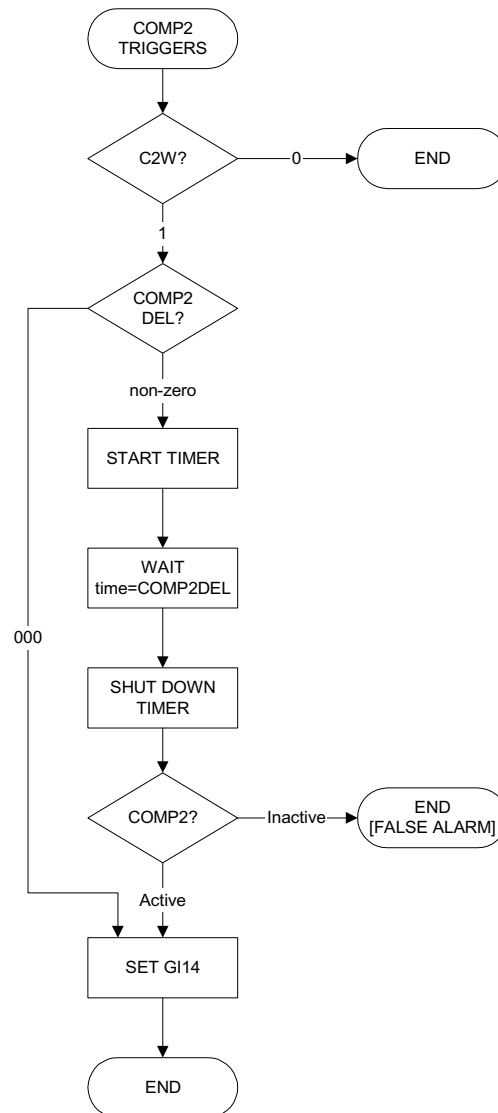 COMP2
TRIGGERS
C2W?
0
END
1
COMP2
DEL?
non-zero
START TIMER
WAIT
time=COMP2DEL
000
SHUT DOWN
TIMER
COMP2?
Inactive
END
[FALSE ALARM]
Active
SET GI14
END